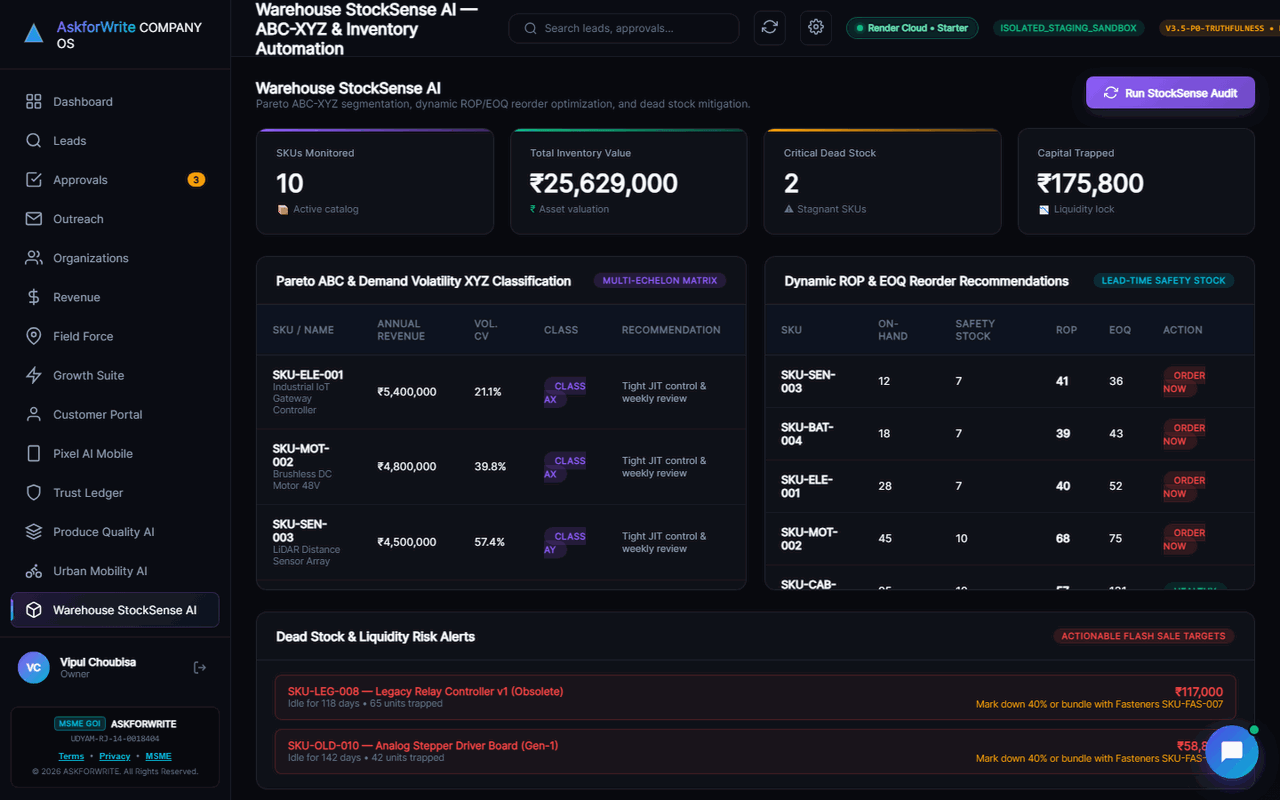 AskforWrite COMPANY OS
Dashboard
Leads
Approvals 3
Outreach
Organizations
Revenue
Field Force
Growth Suite
Customer Portal
Pixel AI Mobile
Trust Ledger
Produce Quality AI
Urban Mobility AI
Warehouse StockSense AI
VC
Vipul Choubisa
Owner
MSME GOI ASKFORWRITE
UDYAM-RJ-14-0018404
Terms • Privacy • MSME
© 2026 ASKFORWRITE. All Rights Reserved.
Warehouse StockSense AI —
ABC-XYZ & Inventory
Automation
Search leads, approvals...
Render Cloud • Starter
ISOLATED_STAGING_SANDBOX
V3.5-P0-TRUTHFULNESS •
Warehouse StockSense AI
Pareto ABC-XYZ segmentation, dynamic ROP/EOQ reorder optimization, and dead stock mitigation.
Run StockSense Audit
SKUs Monitored
10
Active catalog
Total Inventory Value
₹25,629,000
₹ Asset valuation
Critical Dead Stock
2
Stagnant SKUs
Capital Trapped
₹175,800
Liquidity lock
Pareto ABC & Demand Volatility XYZ Classification
MULTI-ECHELON MATRIX
SKU / NAME ANNUAL REVENUE VOL. CV CLASS RECOMMENDATION
SKU-ELE-001
Industrial IoT Gateway Controller
₹5,400,000 21.1% CLASS AX Tight JIT control & weekly review
SKU-MOT-002
Brushless DC Motor 48V
₹4,800,000 39.8% CLASS AX Tight JIT control & weekly review
SKU-SEN-003
LiDAR Distance Sensor Array
₹4,500,000 57.4% CLASS AY Tight JIT control & weekly review
Dynamic ROP & EOQ Reorder Recommendations
LEAD-TIME SAFETY STOCK
SKU ON-HAND SAFETY STOCK ROP EOQ ACTION
SKU-SEN-003 12 7 41 36 ORDER NOW
SKU-BAT-004 18 7 39 43 ORDER NOW
SKU-ELE-001 28 7 40 52 ORDER NOW
SKU-MOT-002 45 10 68 75 ORDER NOW
SKU-CAB-
Dead Stock & Liquidity Risk Alerts
ACTIONABLE FLASH SALE TARGETS
SKU-LEG-008 — Legacy Relay Controller v1 (Obsolete)
Idle for 118 days • 65 units trapped
₹117,000
Mark down 40% or bundle with Fasteners SKU-FAS-007
SKU-OLD-010 — Analog Stepper Driver Board (Gen-1)
Idle for 142 days • 42 units trapped
₹58,8
Mark down 40% or bundle with Fasteners SKU-FAS-